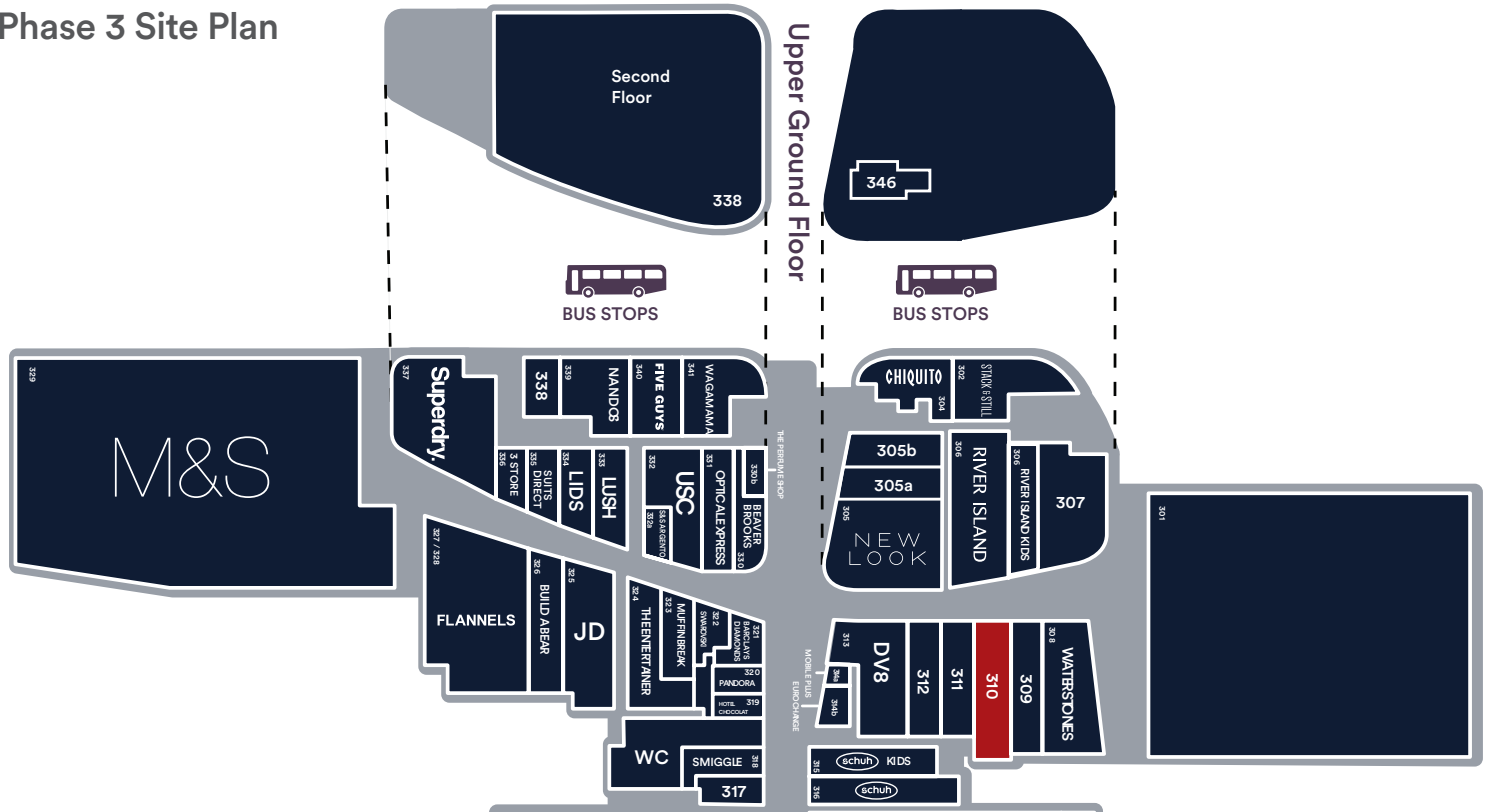 Phase 3 Site Plan
Second
Floor
338
Upper Ground Floor
346
BUS STOPS
BUS STOPS
329
M&S
337
Superdry.
338
339
NANDOS
340
FIVE GUYS
341
WAGAMAMA
CHIQUITO
304
302
STACK & STILL
336
3 STORE
335
SUITS
DIRECT
334
LIDS
333
LUSH
332
USC
332a
S&S ARGENTO
331
OPTICAL EXPRESS
330b
THE PERFUME SHOP
BEAVER
BROOKS
330
305b
305a
305
NEW
LOOK
306
RIVER ISLAND
306
RIVER ISLAND KIDS
307
301
327 / 328
FLANNELS
326
BUILD A BEAR
325
JD
324
THE ENTERTAINER
323
MUFFIN BREAK
322
SWAROVSKI
321
BARCLAYS
DIAMONDS
320
PANDORA
319
HOTEL
CHOCOLAT
WC
SMIGGLE
318
317
313
DV8
314a
MOBILE PLUS
314b
EUROCHANGE
312
311
310
309
308
WATERSTONES
315
schuh KIDS
316
schuh